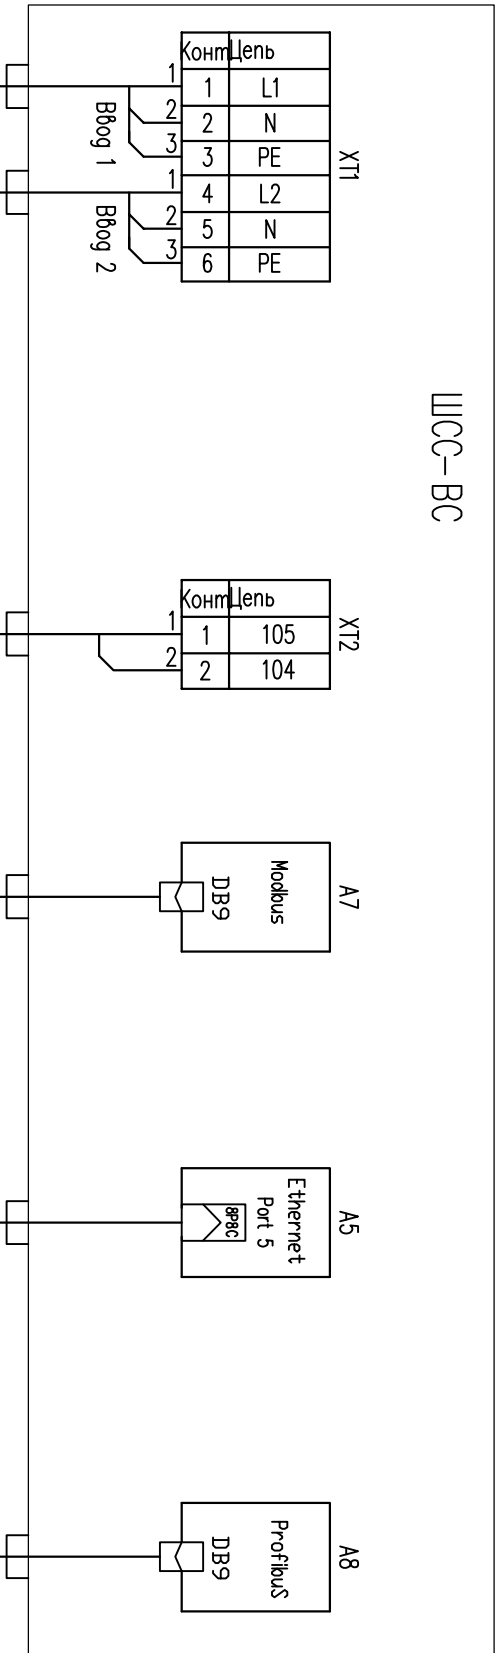 Конт Цепь
1 1 L1
2 2 N
3 3 PE
1 4 L2
2 5 N
3 6 PE
Ввод 1
Ввод 2
XT1
ШСС-ВС
Конт Цепь
1 1 105
2 2 104
XT2
Modbus
DB9
A7
Ethernet
Port 5
8P8C
A5
Profibus
DB9
A8